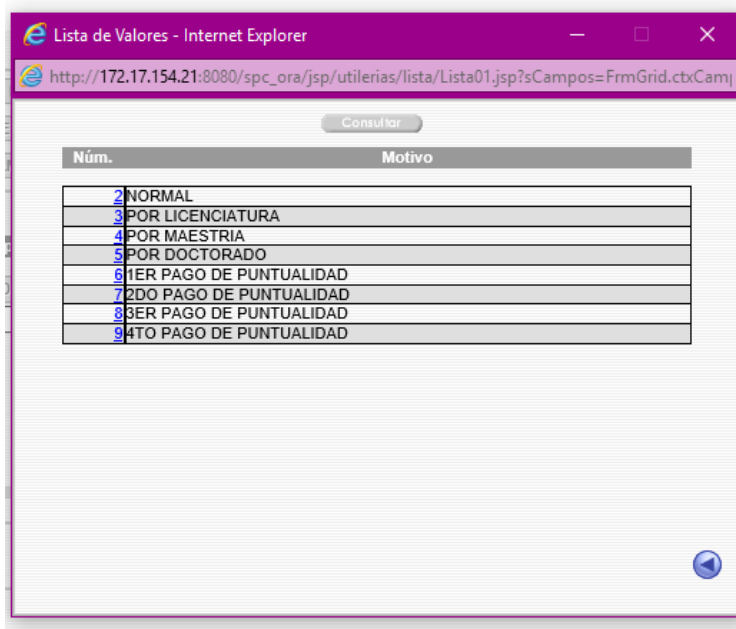 Lista de Valores - Internet Explorer
http://172.17.154.21:8080/spc_ora/jsp/utilerias/lista/Lista01.jsp?sCampos=FrmGrid.ctxCam
Consultar
Núm. Motivo
2 NORMAL
3 POR LICENCIATURA
4 POR MAESTRIA
5 POR DOCTORADO
6 1ER PAGO DE PUNTUALIDAD
7 2DO PAGO DE PUNTUALIDAD
8 3ER PAGO DE PUNTUALIDAD
9 4TO PAGO DE PUNTUALIDAD